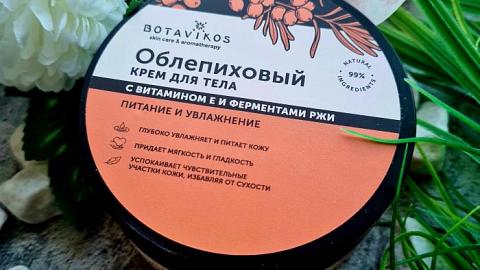 BOTAVIKOS
skin care & aromatherapy
Облепиховый
КРЕМ ДЛЯ ТЕЛА
С ВИТАМИНОМ Е И ФЕРМЕНТАМИ РЖИ
ПИТАНИЕ И УВЛАЖНЕНИЕ
ГЛУБОКО УВЛАЖНЯЕТ И ПИТАЕТ КОЖУ
ПРИДАЕТ МЯГКОСТЬ И ГЛАДКОСТЬ
УСПОКАИВАЕТ ЧУВСТВИТЕЛЬНЫЕ
УЧАСТКИ КОЖИ, ИЗБАВЛЯЯ ОТ СУХОСТИ
NATURAL
99%
INGREDIENTS